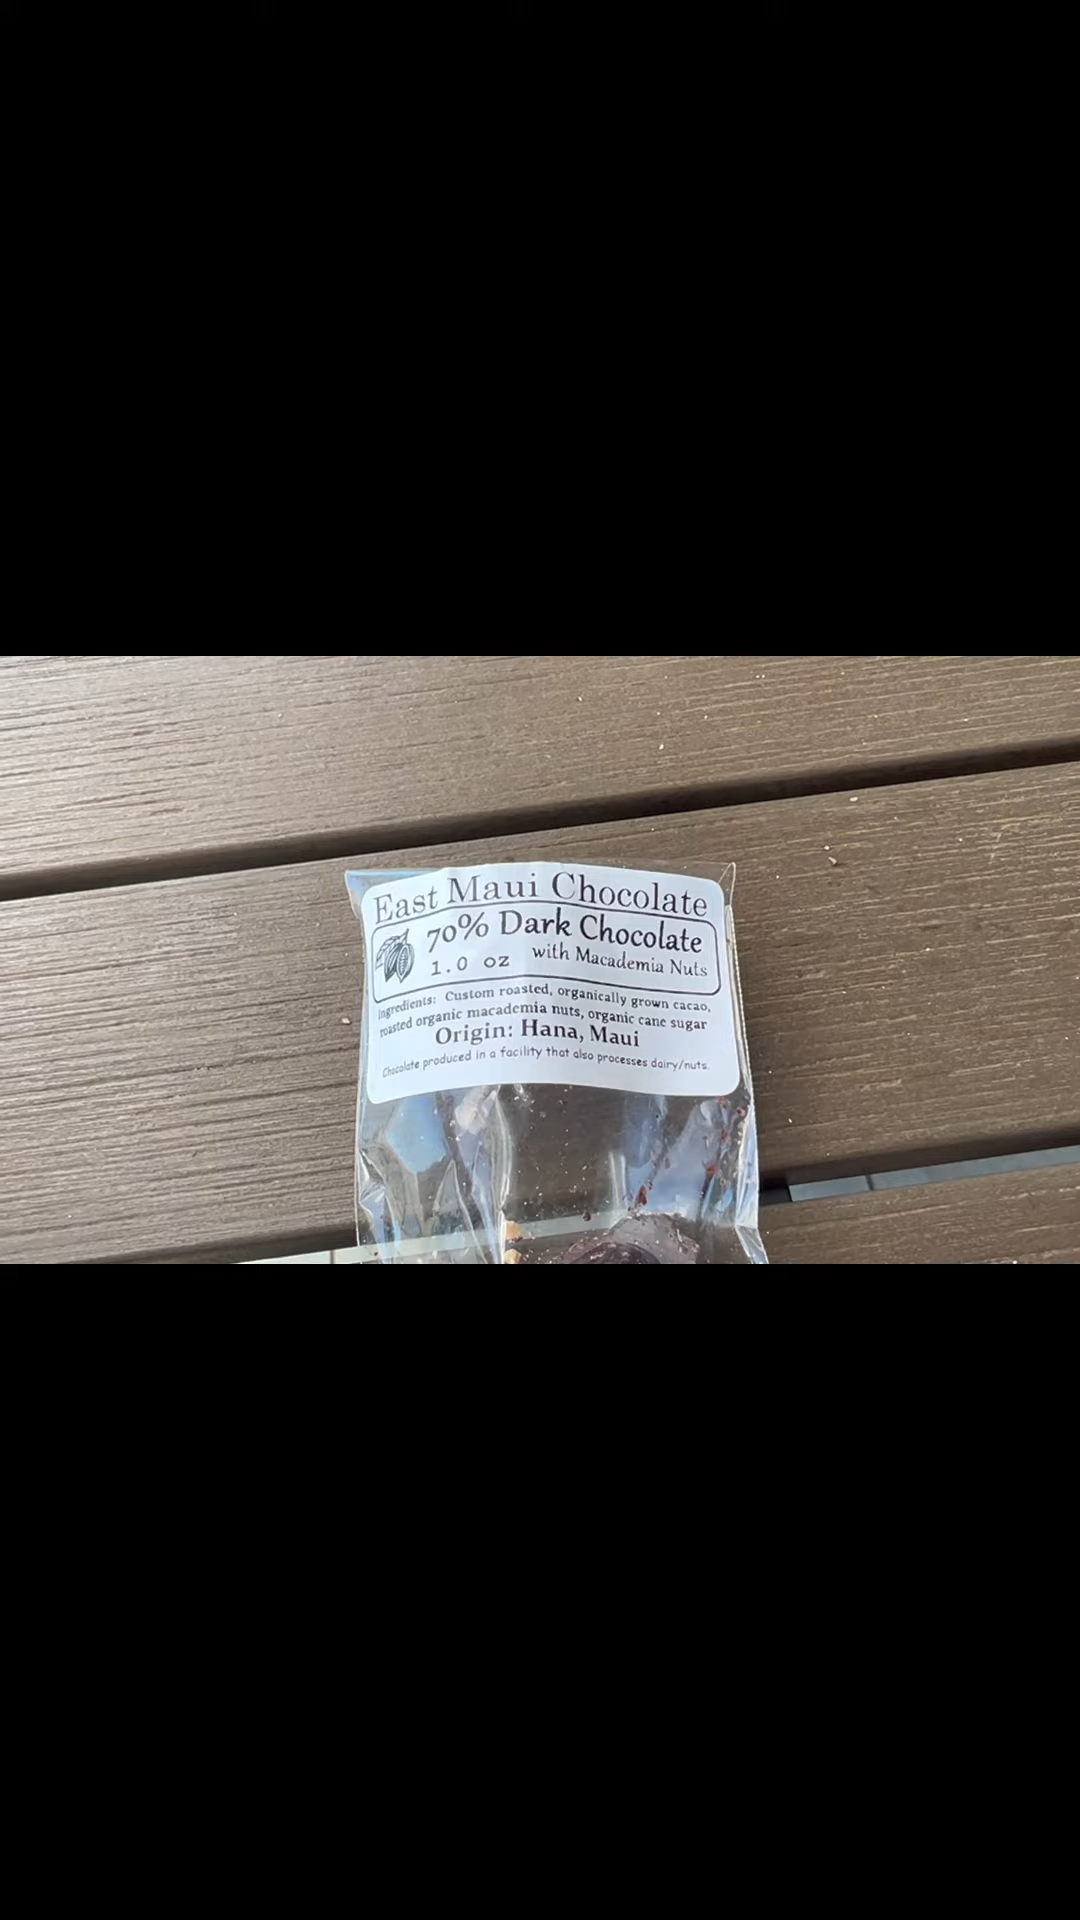 East Maui Chocolate
70% Dark Chocolate
1.0 oz with Macademia Nuts
Ingredients: Custom roasted, organically grown cacao,
roasted organic macademia nuts, organic cane sugar
Origin: Hana, Maui
Chocolate produced in a facility that also processes dairy/nuts.